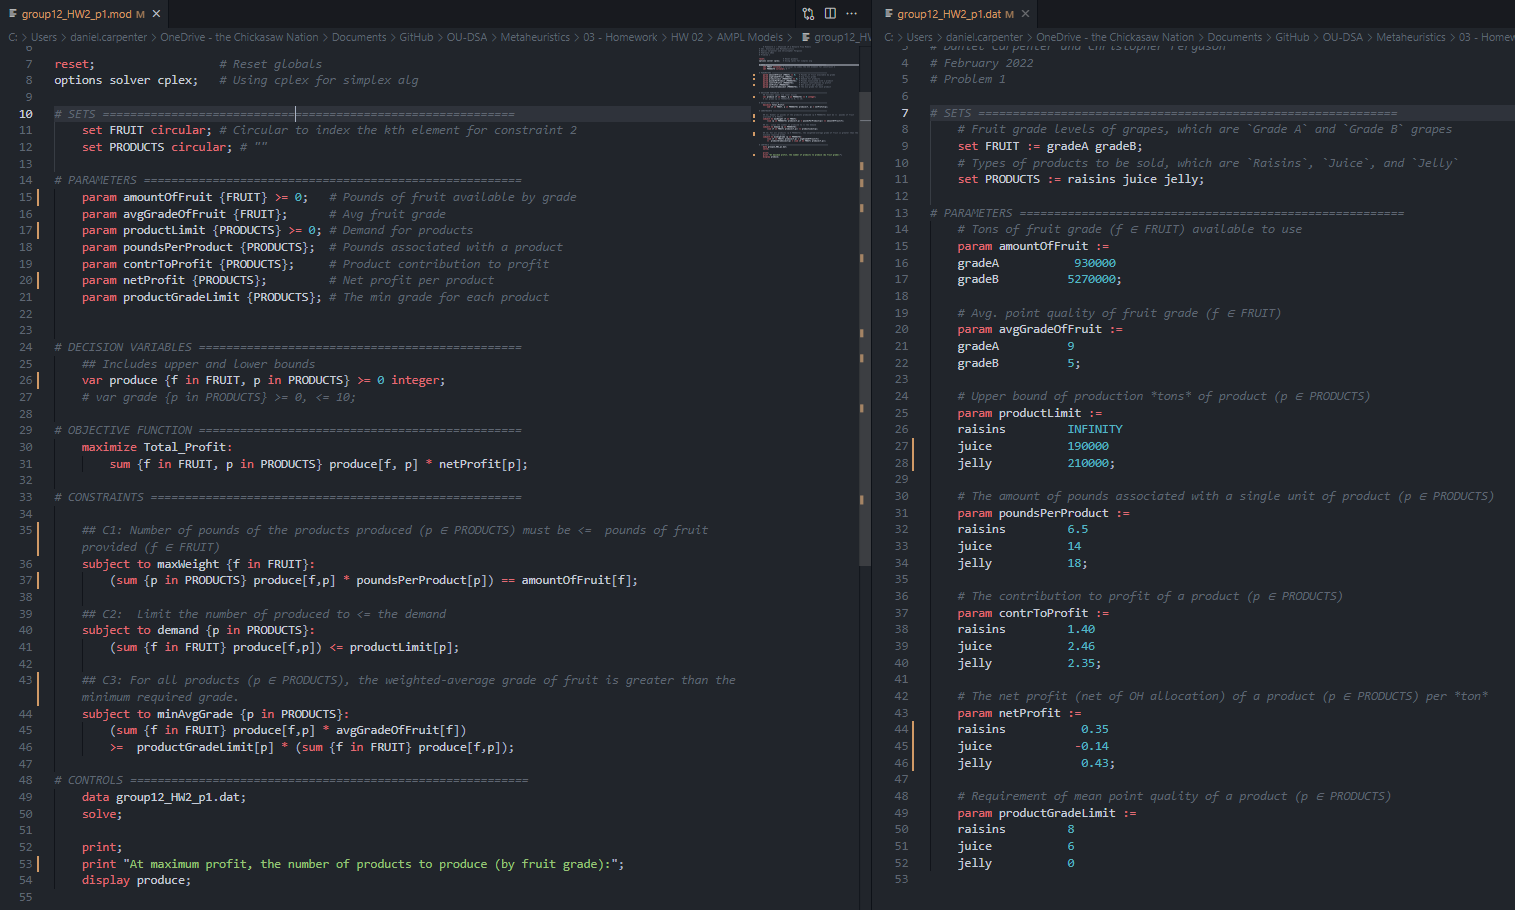 group12_HW2_p1.mod M ×
C: > Users > daniel.carpenter > OneDrive - the Chickasaw Nation > Documents > GitHub > OU-DSA > Metaheuristics > 03 - Homework > HW 02 > AMPL Models > group12_HW
6
7 reset; # Reset globals
8 options solver cplex; # Using cplex for simplex alg
9
10 # SETS ============================================================
11 set FRUIT circular; # Circular to index the kth element for constraint 2
12 set PRODUCTS circular; # ""
13
14 # PARAMETERS =======================================================
15 param amountOfFruit {FRUIT} >= 0; # Pounds of fruit available by grade
16 param avgGradeOfFruit {FRUIT}; # Avg fruit grade
17 param productLimit {PRODUCTS} >= 0; # Demand for products
18 param poundsPerProduct {PRODUCTS}; # Pounds associated with a product
19 param contrToProfit {PRODUCTS}; # Product contribution to profit
20 param netProfit {PRODUCTS}; # Net profit per product
21 param productGradeLimit {PRODUCTS}; # The min grade for each product
22
23
24 # DECISION VARIABLES ===============================================
25 ## Includes upper and lower bounds
26 var produce {f in FRUIT, p in PRODUCTS} >= 0 integer;
27 # var grade {p in PRODUCTS} >= 0, <= 10;
28
29 # OBJECTIVE FUNCTION ===============================================
30 maximize Total_Profit:
31 sum {f in FRUIT, p in PRODUCTS} produce[f, p] * netProfit[p];
32
33 # CONSTRAINTS ======================================================
34
35 ## C1: Number of pounds of the products produced (p ∈ PRODUCTS) must be <= pounds of fruit
provided (f ∈ FRUIT)
36 subject to maxWeight {f in FRUIT}:
37 (sum {p in PRODUCTS} produce[f,p] * poundsPerProduct[p]) == amountOfFruit[f];
38
39 ## C2: Limit the number of produced to <= the demand
40 subject to demand {p in PRODUCTS}:
41 (sum {f in FRUIT} produce[f,p]) <= productLimit[p];
42
43 ## C3: For all products (p ∈ PRODUCTS), the weighted-average grade of fruit is greater than the
minimum required grade.
44 subject to minAvgGrade {p in PRODUCTS}:
45 (sum {f in FRUIT} produce[f,p] * avgGradeOfFruit[f])
46 >= productGradeLimit[p] * (sum {f in FRUIT} produce[f,p]);
47
48 # CONTROLS ==========================================================
49 data group12_HW2_p1.dat;
50 solve;
51
52 print;
53 print "At maximum profit, the number of products to produce (by fruit grade):";
54 display produce;
55
group12_HW2_p1.dat M ×
C: > Users > daniel.carpenter > OneDrive - the Chickasaw Nation > Documents > GitHub > OU-DSA > Metaheuristics > 03 - Homew
3 # Daniel Carpenter and Christopher Ferguson
4 # February 2022
5 # Problem 1
6
7 # SETS ============================================================
8 # Fruit grade levels of grapes, which are `Grade A` and `Grade B` grapes
9 set FRUIT := gradeA gradeB;
10 # Types of products to be sold, which are `Raisins`, `Juice`, and `Jelly`
11 set PRODUCTS := raisins juice jelly;
12
13 # PARAMETERS ========================================================
14 # Tons of fruit grade (f ∈ FRUIT) available to use
15 param amountOfFruit :=
16 gradeA 930000
17 gradeB 5270000;
18
19 # Avg. point quality of fruit grade (f ∈ FRUIT)
20 param avgGradeOfFruit :=
21 gradeA 9
22 gradeB 5;
23
24 # Upper bound of production *tons* of product (p ∈ PRODUCTS)
25 param productLimit :=
26 raisins INFINITY
27 juice 190000
28 jelly 210000;
29
30 # The amount of pounds associated with a single unit of product (p ∈ PRODUCTS)
31 param poundsPerProduct :=
32 raisins 6.5
33 juice 14
34 jelly 18;
35
36 # The contribution to profit of a product (p ∈ PRODUCTS)
37 param contrToProfit :=
38 raisins 1.40
39 juice 2.46
40 jelly 2.35;
41
42 # The net profit (net of OH allocation) of a product (p ∈ PRODUCTS) per *ton*
43 param netProfit :=
44 raisins 0.35
45 juice -0.14
46 jelly 0.43;
47
48 # Requirement of mean point quality of a product (p ∈ PRODUCTS)
49 param productGradeLimit :=
50 raisins 8
51 juice 6
52 jelly 0
53